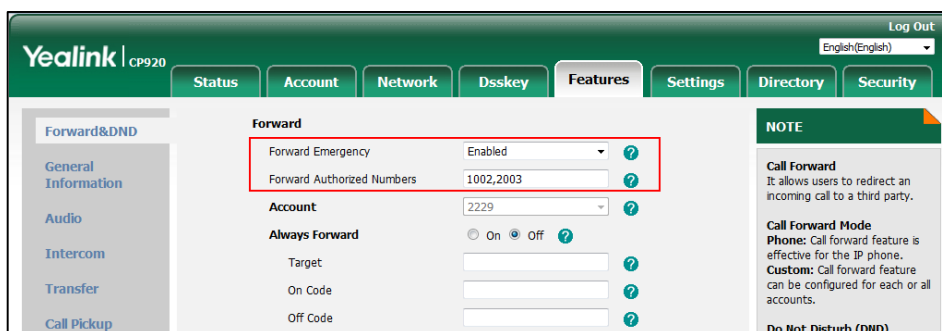 Log Out
Yealink | CP920
English(English)
Status Account Network Dsskey Features Settings Directory Security
Forward&DND
General
Information
Audio
Intercom
Transfer
Call Pickup
Forward
Forward Emergency Enabled
Forward Authorized Numbers 1002,2003
Account 2229
Always Forward On Off
Target
On Code
Off Code
NOTE
Call Forward
It allows users to redirect an
incoming call to a third party.
Call Forward Mode
Phone: Call forward feature is
effective for the IP phone.
Custom: Call forward feature
can be configured for each or all
accounts.
Do Not Disturb (DND)